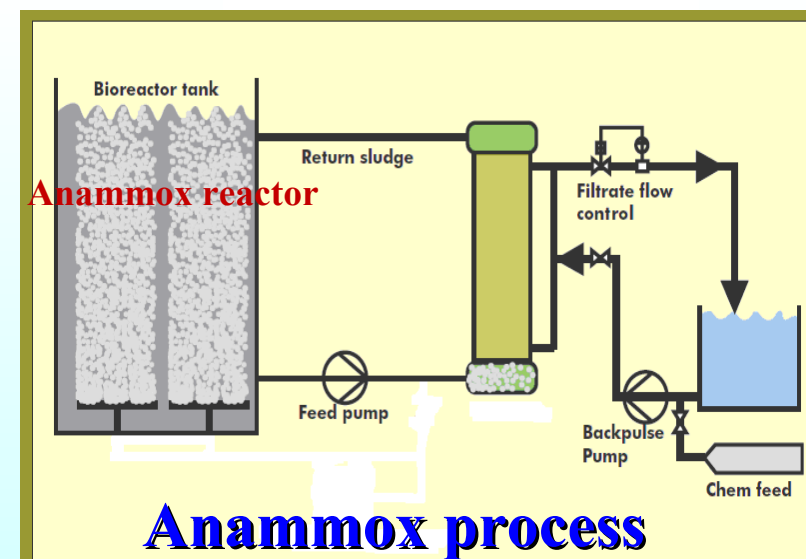 Bioreactor tank
Return sludge
Anammox reactor
Filtrate flow
control
Feed pump
Backpulse
Pump
Chem feed
Anammox process